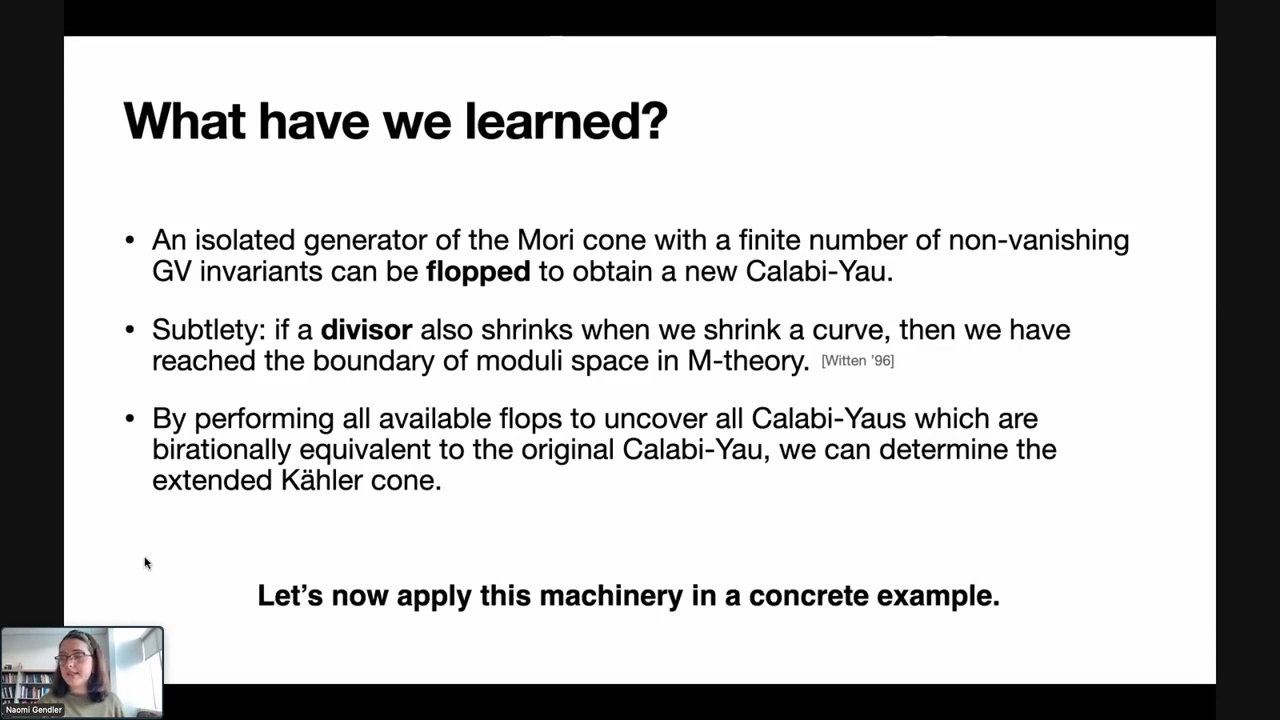 What have we learned?
• An isolated generator of the Mori cone with a finite number of non-vanishing
GV invariants can be flopped to obtain a new Calabi-Yau.
• Subtlety: if a divisor also shrinks when we shrink a curve, then we have
reached the boundary of moduli space in M-theory. [Witten '96]
• By performing all available flops to uncover all Calabi-Yaus which are
birationally equivalent to the original Calabi-Yau, we can determine the
extended Kähler cone.
Let's now apply this machinery in a concrete example.
Naomi Gendler